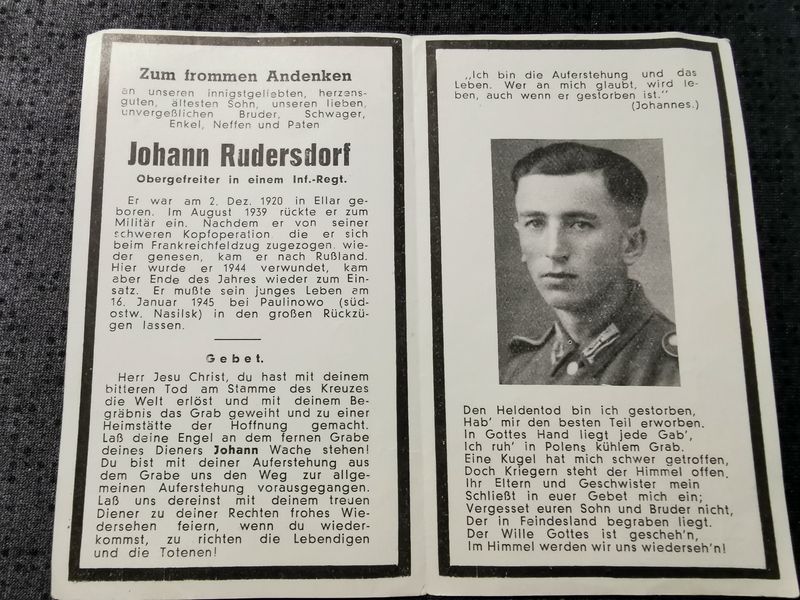 Zum frommen Andenken
an unseren innigstgeliebten, herzens-
guten, ältesten Sohn, unseren lieben,
unvergeßlichen Bruder, Schwager,
Enkel, Neffen und Paten
Johann Rudersdorf
Obergefreiter in einem Inf.-Regt.
Er war am 2. Dez. 1920 in Ellar ge-
boren. Im August 1939 rückte er zum
Militär ein. Nachdem er von seiner
schweren Kopfoperation, die er sich
beim Frankreichfeldzug zugezogen, wie-
der genesen, kam er nach Rußland.
Hier wurde er 1944 verwundet, kam
aber Ende des Jahres wieder zum Ein-
satz. Er mußte sein junges Leben am
16. Januar 1945 bei Paulinowo (süd-
ostw. Nasilsk) in den großen Rückzü-
gen lassen.
Gebet.
Herr Jesu Christ, du hast mit deinem
bitteren Tod am Stamme des Kreuzes
die Welt erlöst und mit deinem Be-
gräbnis das Grab geweiht und zu einer
Heimstätte der Hoffnung gemacht.
Laß deine Engel an dem fernen Grabe
deines Dieners Johann Wache stehen!
Du bist mit deiner Auferstehung aus
dem Grabe uns den Weg zur allge-
meinen Auferstehung vorausgegangen.
Laß uns dereinst mit deinem treuen
Diener zu deiner Rechten frohes Wie-
dersehen feiern, wenn du wieder-
kommst, zu richten die Lebendigen
und die Totenen!
„Ich bin die Auferstehung und das
Leben. Wer an mich glaubt, wird le-
ben, auch wenn er gestorben ist.“
(Johannes.)
Den Heldentod bin ich gestorben,
Hab' mir den besten Teil erworben.
In Gottes Hand liegt jede Gab',
Ich ruh' in Polens kühlem Grab.
Eine Kugel hat mich schwer getroffen,
Doch Kriegern steht der Himmel offen.
Ihr Eltern und Geschwister mein
Schließt in euer Gebet mich ein;
Vergesset euren Sohn und Bruder nicht,
Der in Feindesland begraben liegt.
Der Wille Gottes ist gescheh'n,
Im Himmel werden wir uns wiederseh'n!